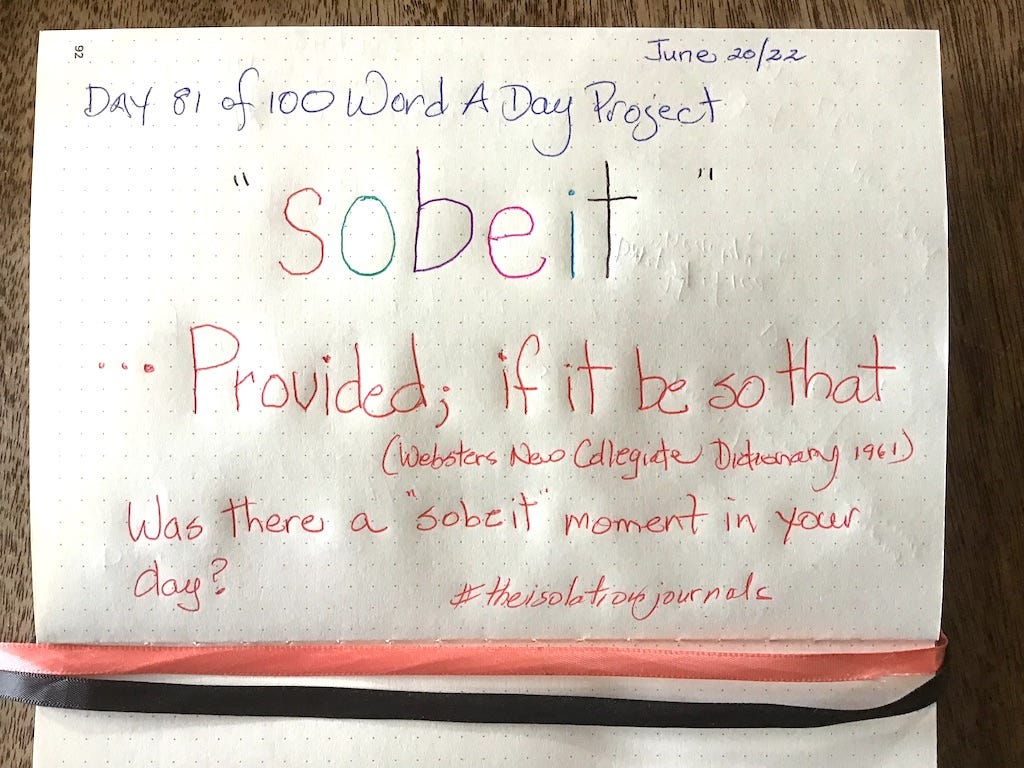 92
June 20/22
DAY 81 of 100 Word A Day Project
"sobeit"
... Provided; if it be so that
(Websters New Collegiate Dictionary 1961)
Was there a "sobeit" moment in your
day?
#theisolationjournals